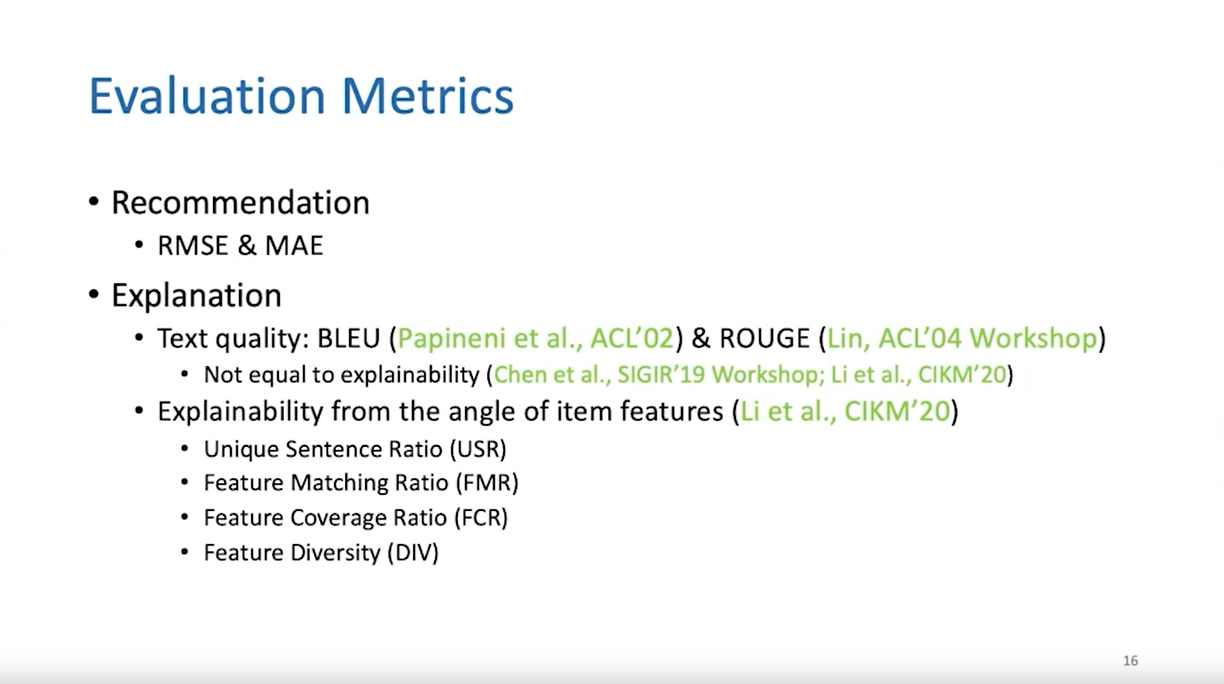 Evaluation Metrics
• Recommendation
• RMSE & MAE
• Explanation
• Text quality: BLEU (Papineni et al., ACL’02) & ROUGE (Lin, ACL’04 Workshop)
• Not equal to explainability (Chen et al., SIGIR’19 Workshop; Li et al., CIKM’20)
• Explainability from the angle of item features (Li et al., CIKM’20)
• Unique Sentence Ratio (USR)
• Feature Matching Ratio (FMR)
• Feature Coverage Ratio (FCR)
• Feature Diversity (DIV)
16